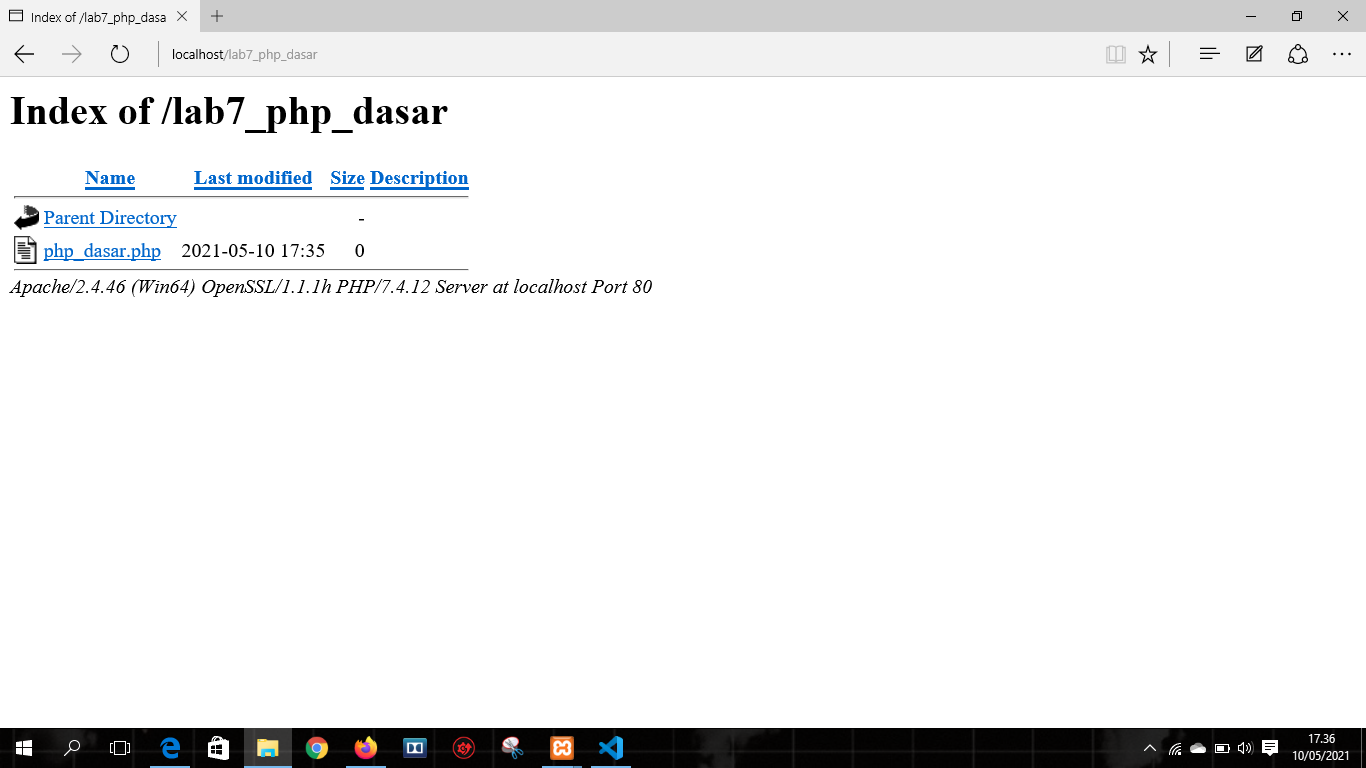 Index of /lab7_php_dasa
localhost/lab7_php_dasar
Index of /lab7_php_dasar
Name Last modified Size Description
Parent Directory -
php_dasar.php 2021-05-10 17:35 0
Apache/2.4.46 (Win64) OpenSSL/1.1.1h PHP/7.4.12 Server at localhost Port 80
17.36
10/05/2021